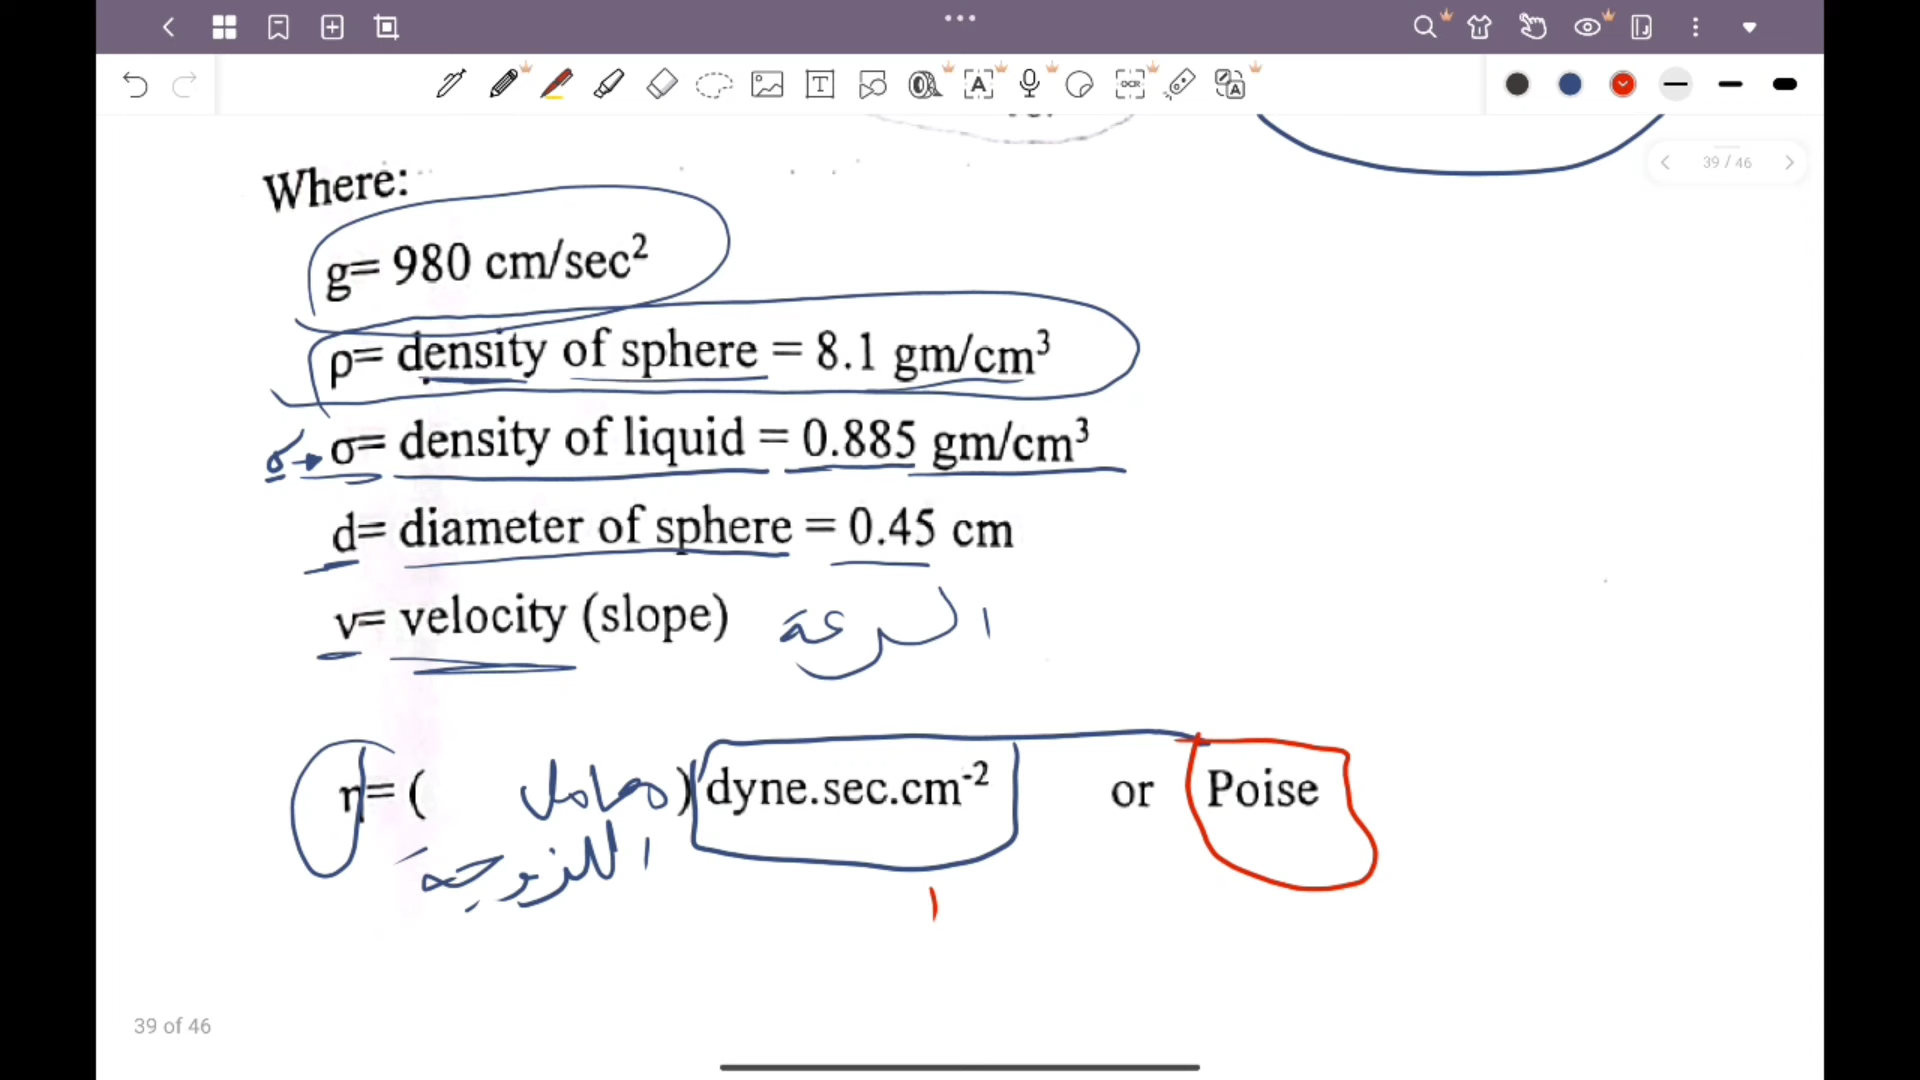 39 / 46
Where:
g= 980 cm/sec²
ρ= density of sphere = 8.1 gm/cm³
σ → σ= density of liquid = 0.885 gm/cm³
d= diameter of sphere = 0.45 cm
v= velocity (slope) السرعة
η= ( معامل ) dyne.sec.cm⁻² or Poise
اللزوجة
39 of 46